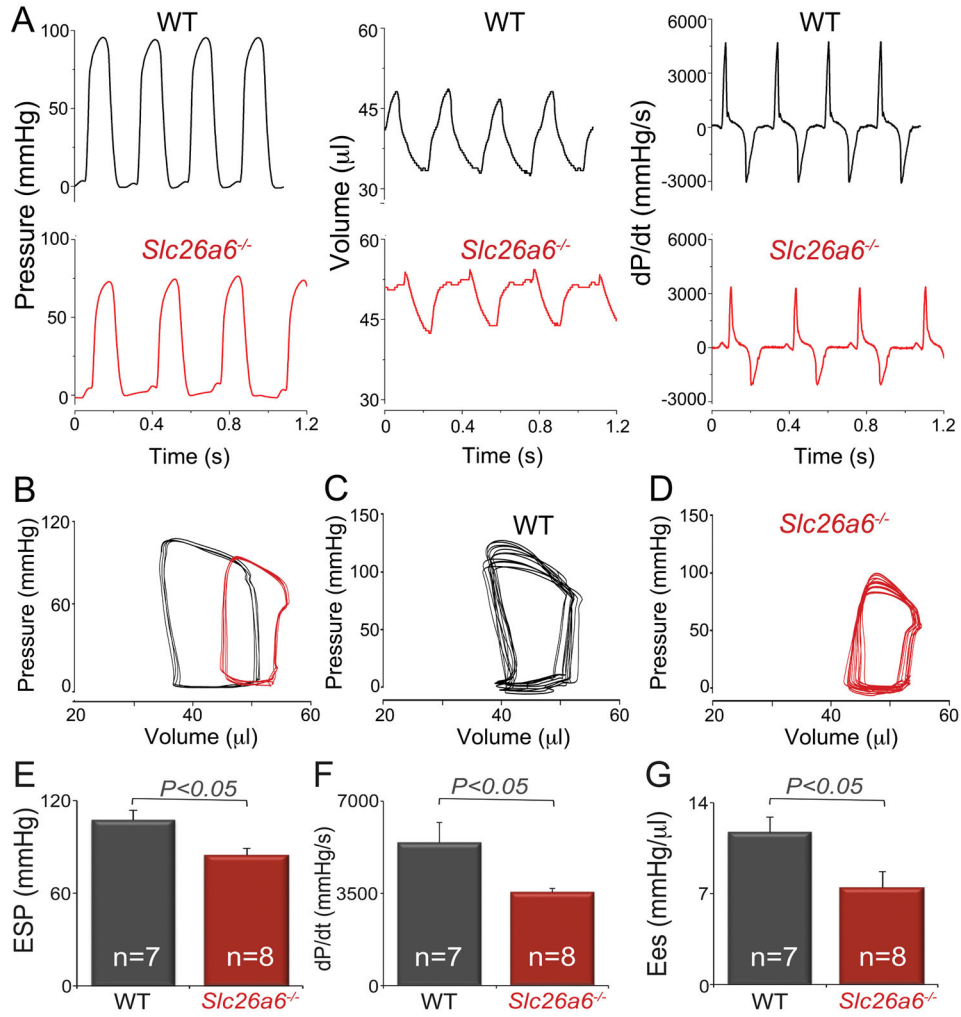 A
WT
WT
WT
Pressure (mmHg)
100
50
0
Slc26a6-/-
100
50
0
0 0.4 0.8 1.2
Time (s)
Volume (μl)
60
45
30
Slc26a6-/-
60
45
30
0 0.4 0.8 1.2
Time (s)
dP/dt (mmHg/s)
6000
3000
0
-3000
Slc26a6-/-
6000
3000
0
-3000
0 0.4 0.8 1.2
Time (s)
B
Pressure (mmHg)
120
60
0
20 40 60
Volume (μl)
C
WT
Pressure (mmHg)
150
100
50
0
20 40 60
Volume (μl)
D
Slc26a6-/-
Pressure (mmHg)
150
100
50
0
20 40 60
Volume (μl)
E
P<0.05
ESP (mmHg)
120
60
0
n=7 n=8
WT Slc26a6-/-
F
P<0.05
dP/dt (mmHg/s)
7000
3500
0
n=7 n=8
WT Slc26a6-/-
G
P<0.05
Ees (mmHg/μl)
14
7
0
n=7 n=8
WT Slc26a6-/-